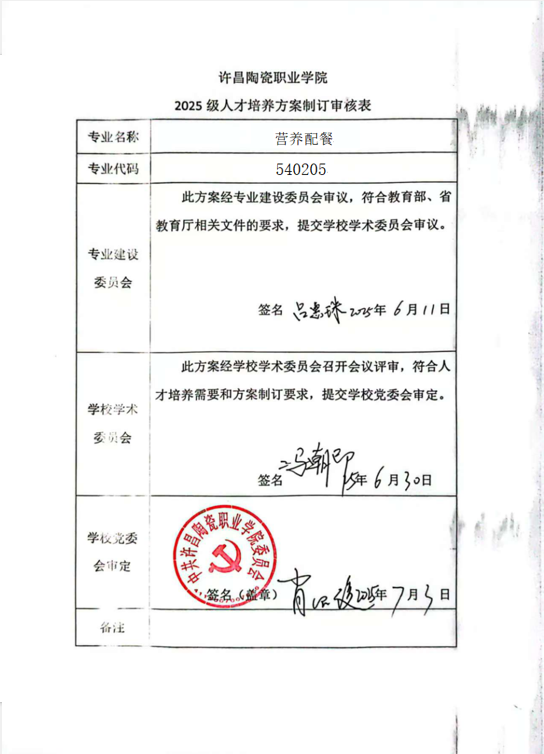 许昌陶瓷职业学院
2025 级人才培养方案制订审核表
专业名称
营养配餐
专业代码
540205
专业建设
委员会
此方案经专业建设委员会审议，符合教育部、省
教育厅相关文件的要求，提交学校学术委员会审议。
签名 2025年 6月11日
学校学术
委员会
此方案经学校学术委员会召开会议评审，符合人
才培养需要和方案制订要求，提交学校党委会审定。
签名 冯朝印 25年 6月30日
学校党委
会审定
中共许昌陶瓷职业学院委员会
签名（盖章） 2025年 7月3日
备注